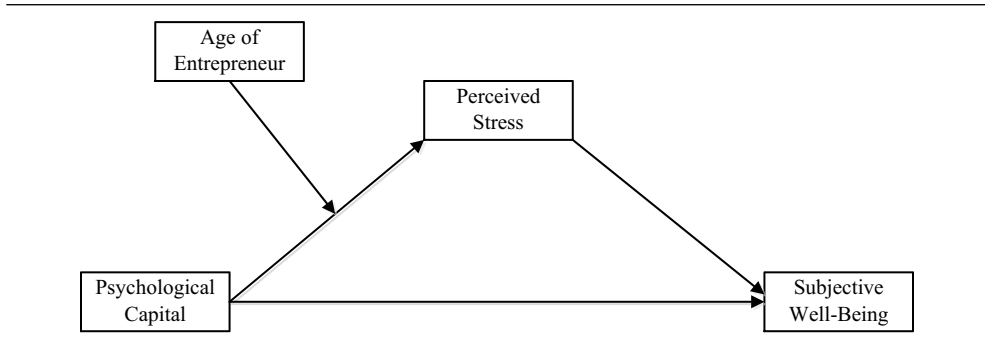 Age of
Entrepreneur
Perceived
Stress
Psychological
Capital
Subjective
Well-Being